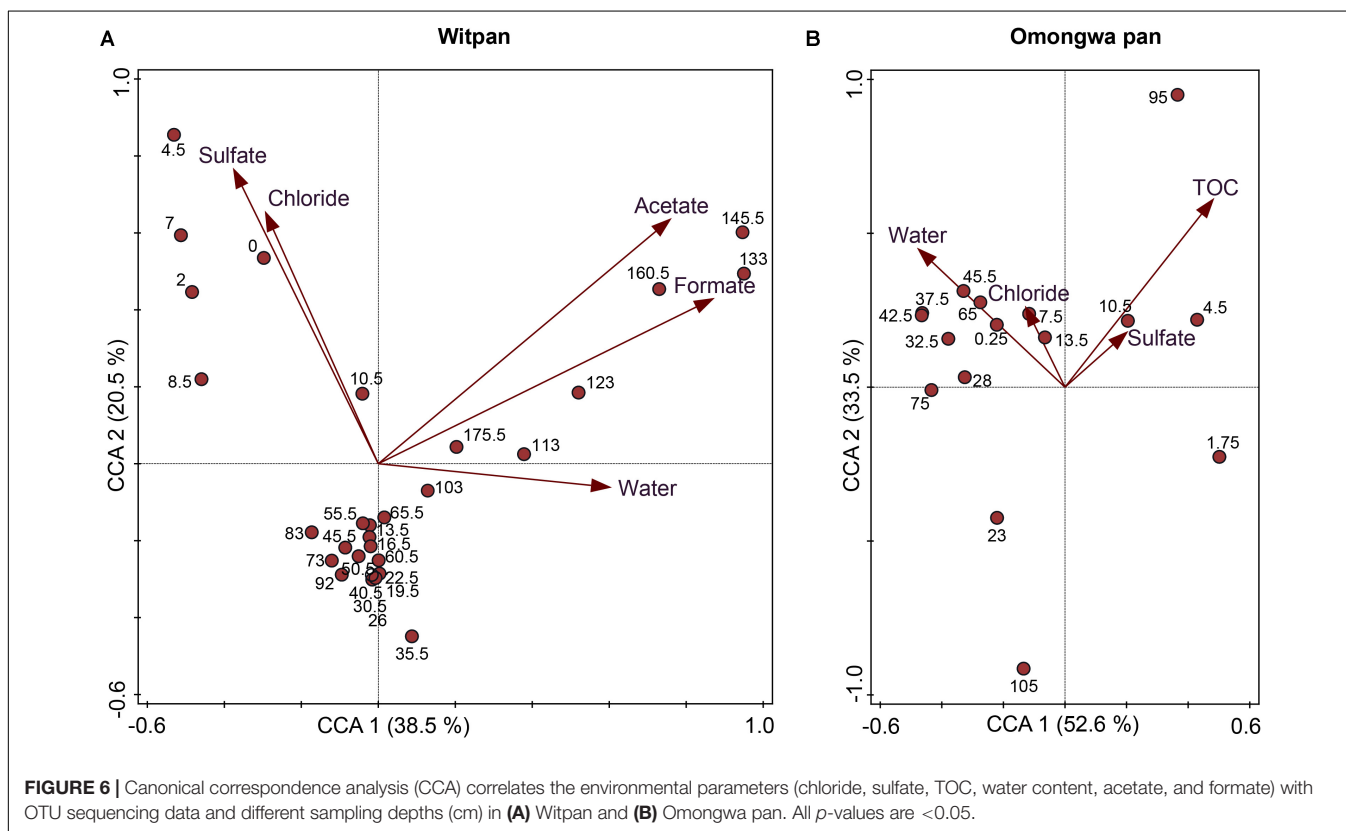 A
Witpan
B
Omongwa pan
1.0
4.5
Sulfate
Chloride
7
0
2
8.5
10.5
Acetate
145.5
133
160.5
Formate
123
175.5
113
103
Water
55.5
65.5
83
45.5
13.5
16.5
73
50.5
60.5
92
22.5
40.5
19.5
30.5
26
35.5
CCA 2 (20.5 %)
-0.6
-0.6
CCA 1 (38.5 %)
1.0
1.0
95
TOC
Water
45.5
37.5
Chloride
42.5
65
7.5
10.5
4.5
32.5
0.25
13.5
Sulfate
28
75
1.75
23
105
CCA 2 (33.5 %)
-1.0
-0.6
CCA 1 (52.6 %)
0.6
FIGURE 6 | Canonical correspondence analysis (CCA) correlates the environmental parameters (chloride, sulfate, TOC, water content, acetate, and formate) with
OTU sequencing data and different sampling depths (cm) in (A) Witpan and (B) Omongwa pan. All p-values are <0.05.